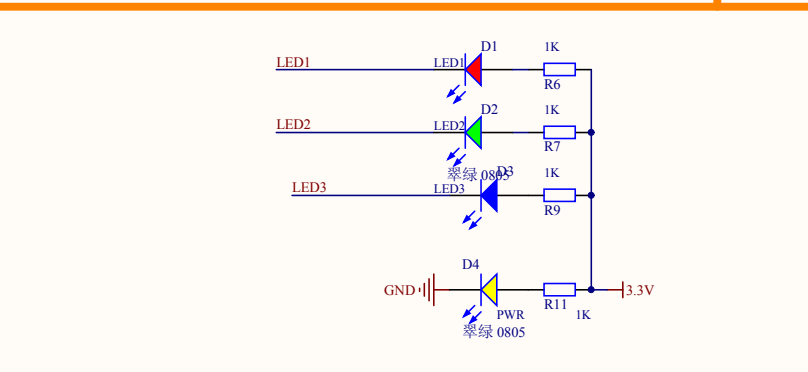 D1
1K
LED1
LED1
R6
D2
1K
LED2
LED2
R7
翠绿 0805
D3
1K
LED3
LED3
R9
D4
GND
3.3V
R11
PWR
1K
翠绿 0805